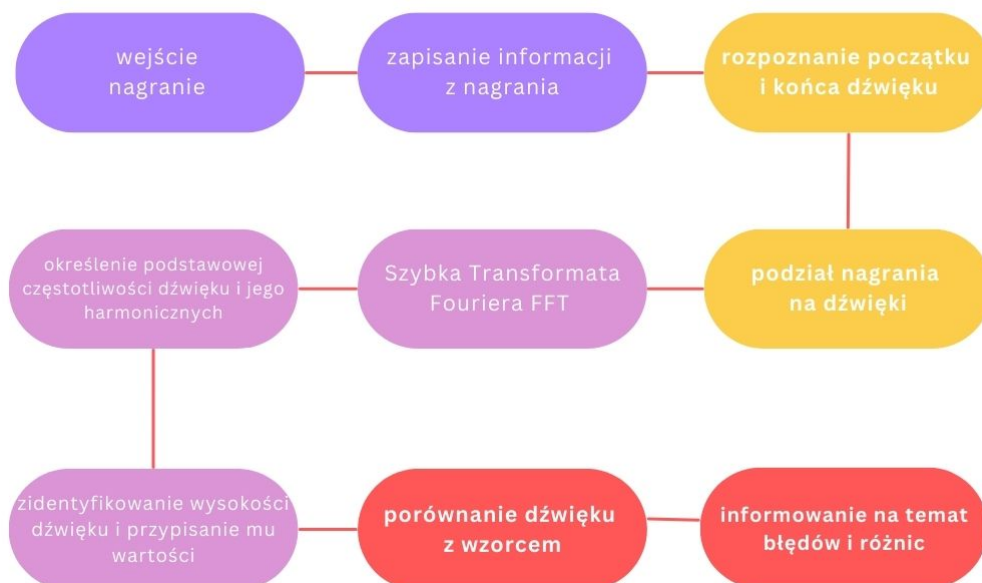 wejście
nagranie
zapisanie informacji
z nagrania
rozpoznanie początku
i końca dźwięku
podział nagrania
na dźwięki
Szybka Transformata
Fouriera FFT
określenie podstawowej
częstotliwości dźwięku i jego
harmonicznych
zidentyfikowanie wysokości
dźwięku i przypisanie mu
wartości
porównanie dźwięku
z wzorcem
informowanie na temat
błędów i różnic